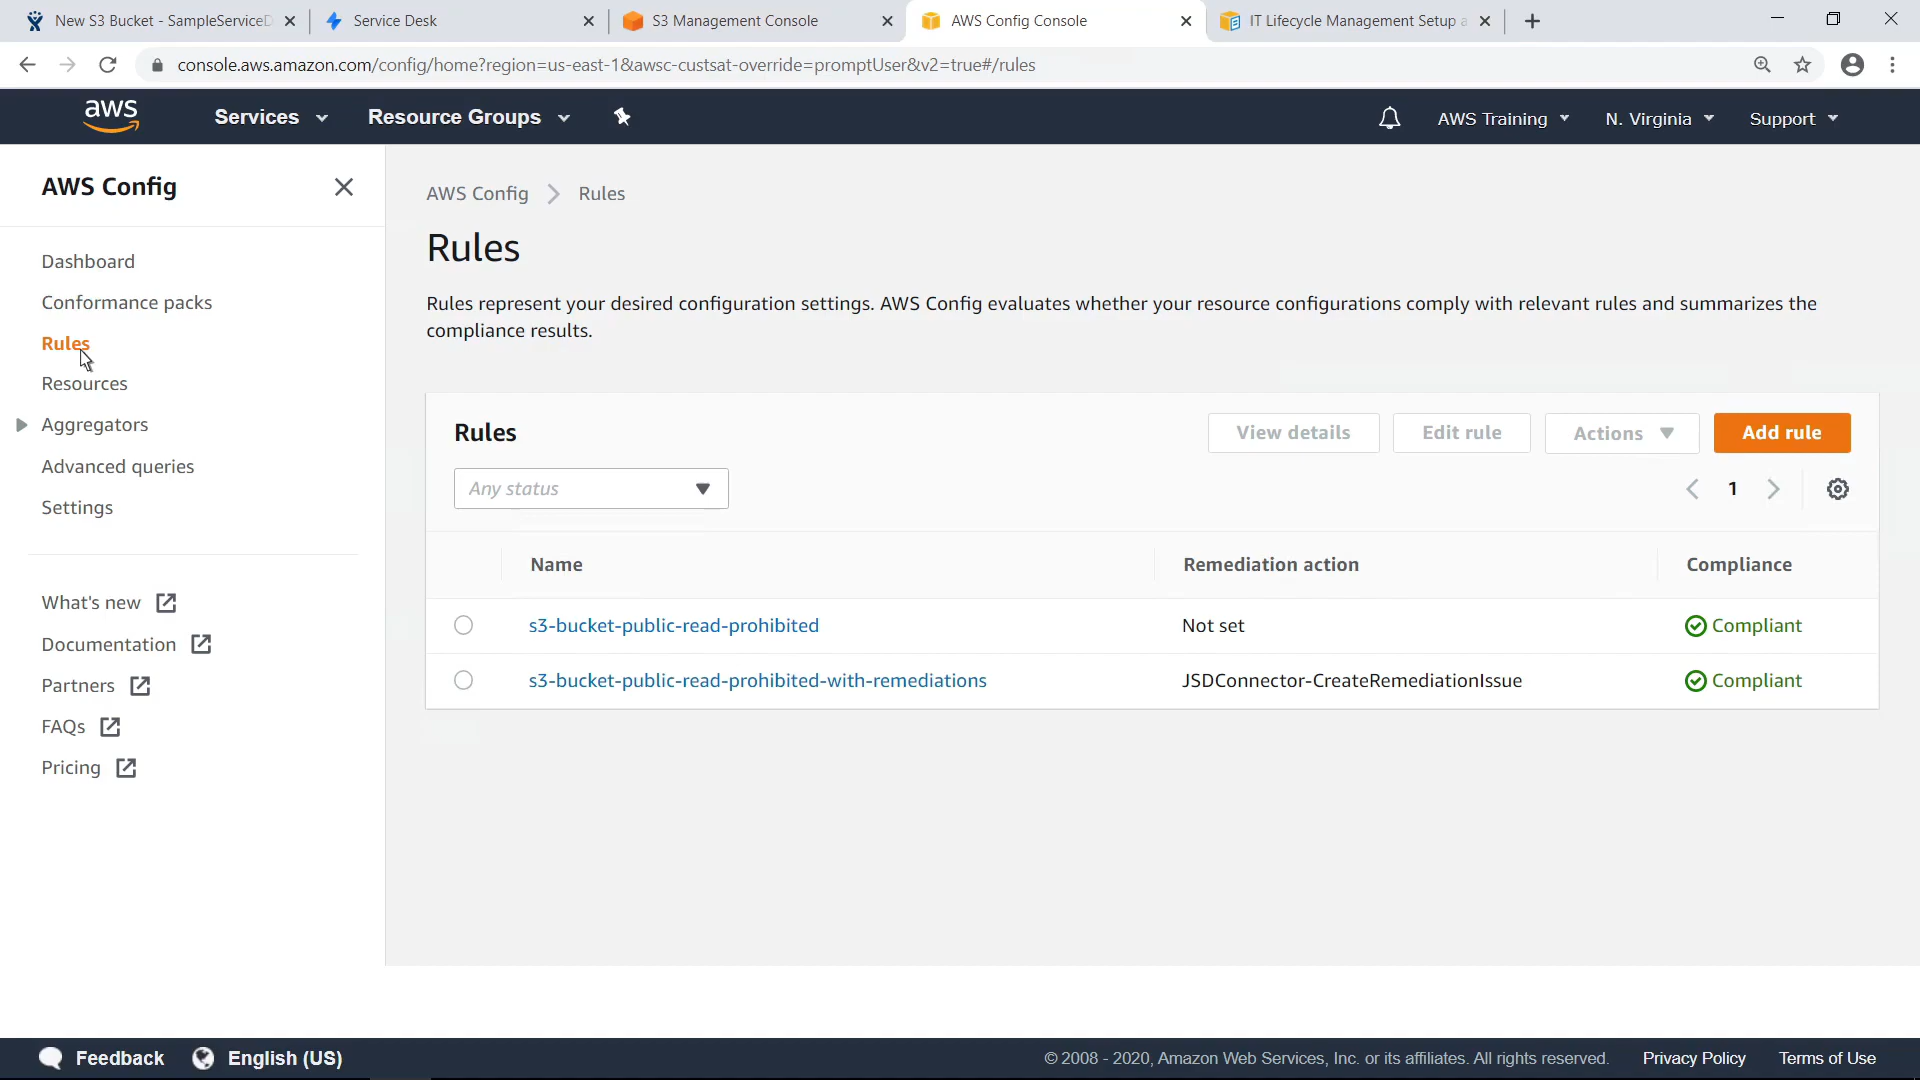 New S3 Bucket - SampleServiceD
Service Desk
S3 Management Console
AWS Config Console
IT Lifecycle Management Setup a
console.aws.amazon.com/config/home?region=us-east-1&awsc-custsat-override=promptUser&v2=true#/rules
aws
Services
Resource Groups
AWS Training
N. Virginia
Support
AWS Config
Dashboard
Conformance packs
Rules
Resources
Aggregators
Advanced queries
Settings
What's new
Documentation
Partners
FAQs
Pricing
AWS Config
Rules
Rules
Rules represent your desired configuration settings. AWS Config evaluates whether your resource configurations comply with relevant rules and summarizes the
compliance results.
Rules
View details
Edit rule
Actions
Add rule
Any status
1
Name
Remediation action
Compliance
s3-bucket-public-read-prohibited
Not set
Compliant
s3-bucket-public-read-prohibited-with-remediations
JSDConnector-CreateRemediationIssue
Compliant
Feedback
English (US)
© 2008 - 2020, Amazon Web Services, Inc. or its affiliates. All rights reserved.
Privacy Policy
Terms of Use